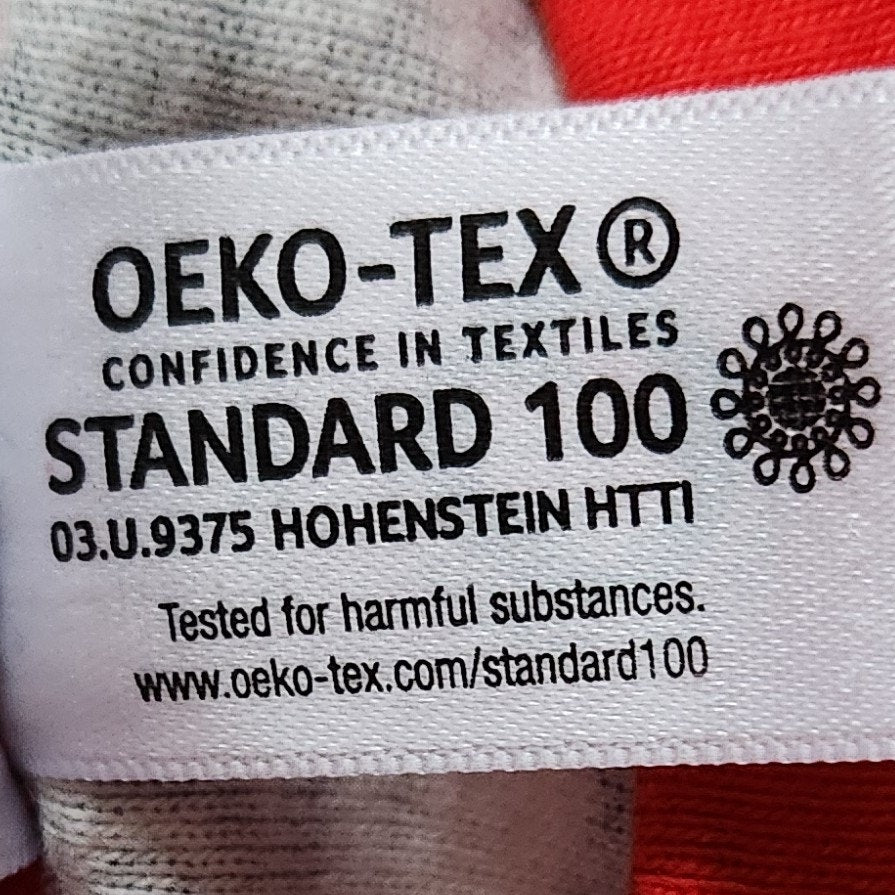 OEKO-TEX®
CONFIDENCE IN TEXTILES
STANDARD 100
03.U.9375 HOHENSTEIN HTTI
Tested for harmful substances.
www.oeko-tex.com/standard100